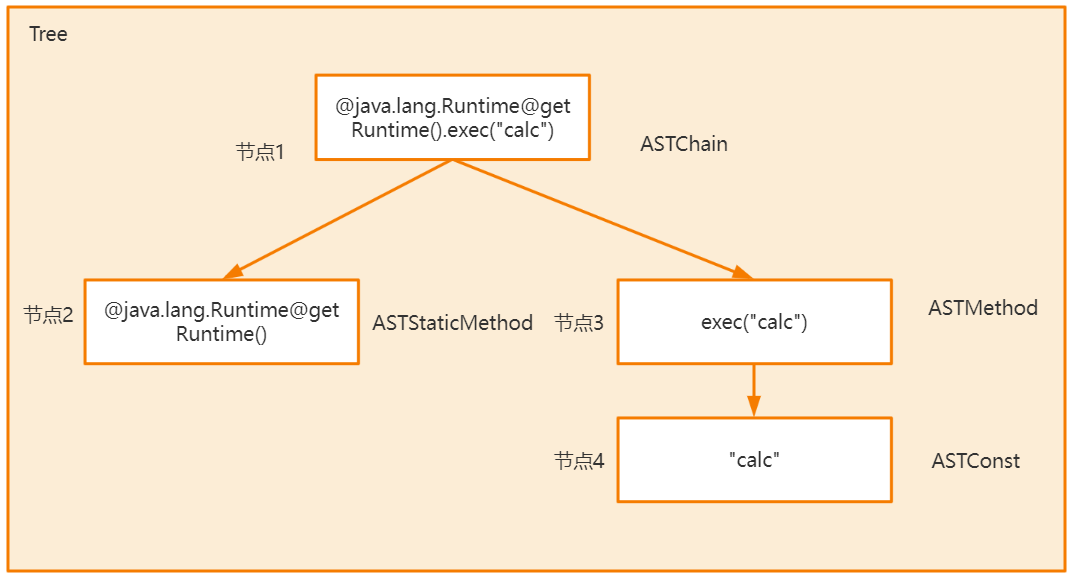 Tree
@java.lang.Runtime@get
Runtime().exec("calc")
节点1
ASTChain
节点2
@java.lang.Runtime@get
Runtime()
ASTStaticMethod
节点3
exec("calc")
ASTMethod
节点4
"calc"
ASTConst